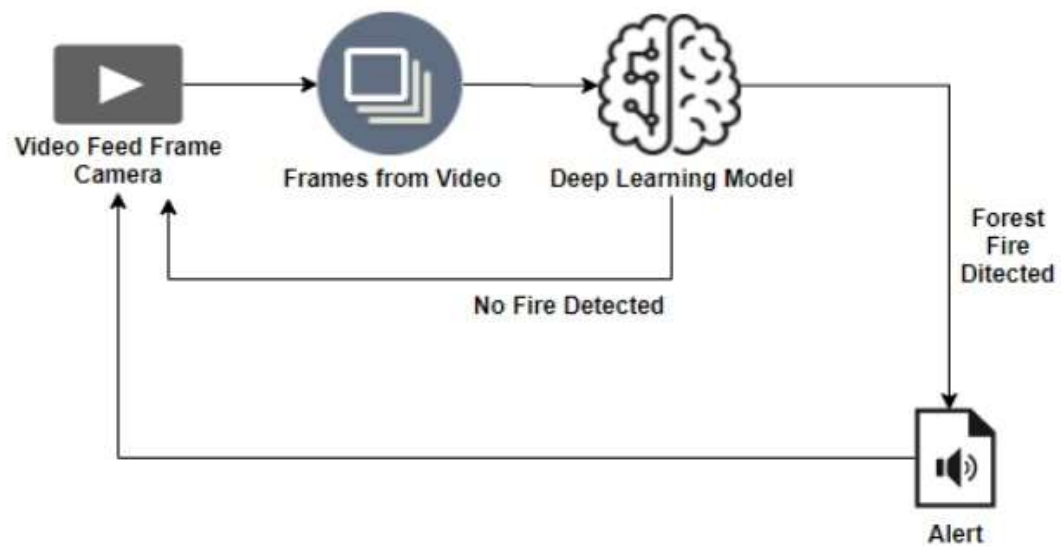 Video Feed Frame
Camera
Frames from Video
Deep Learning Model
Forest
Fire
Ditected
No Fire Detected
Alert